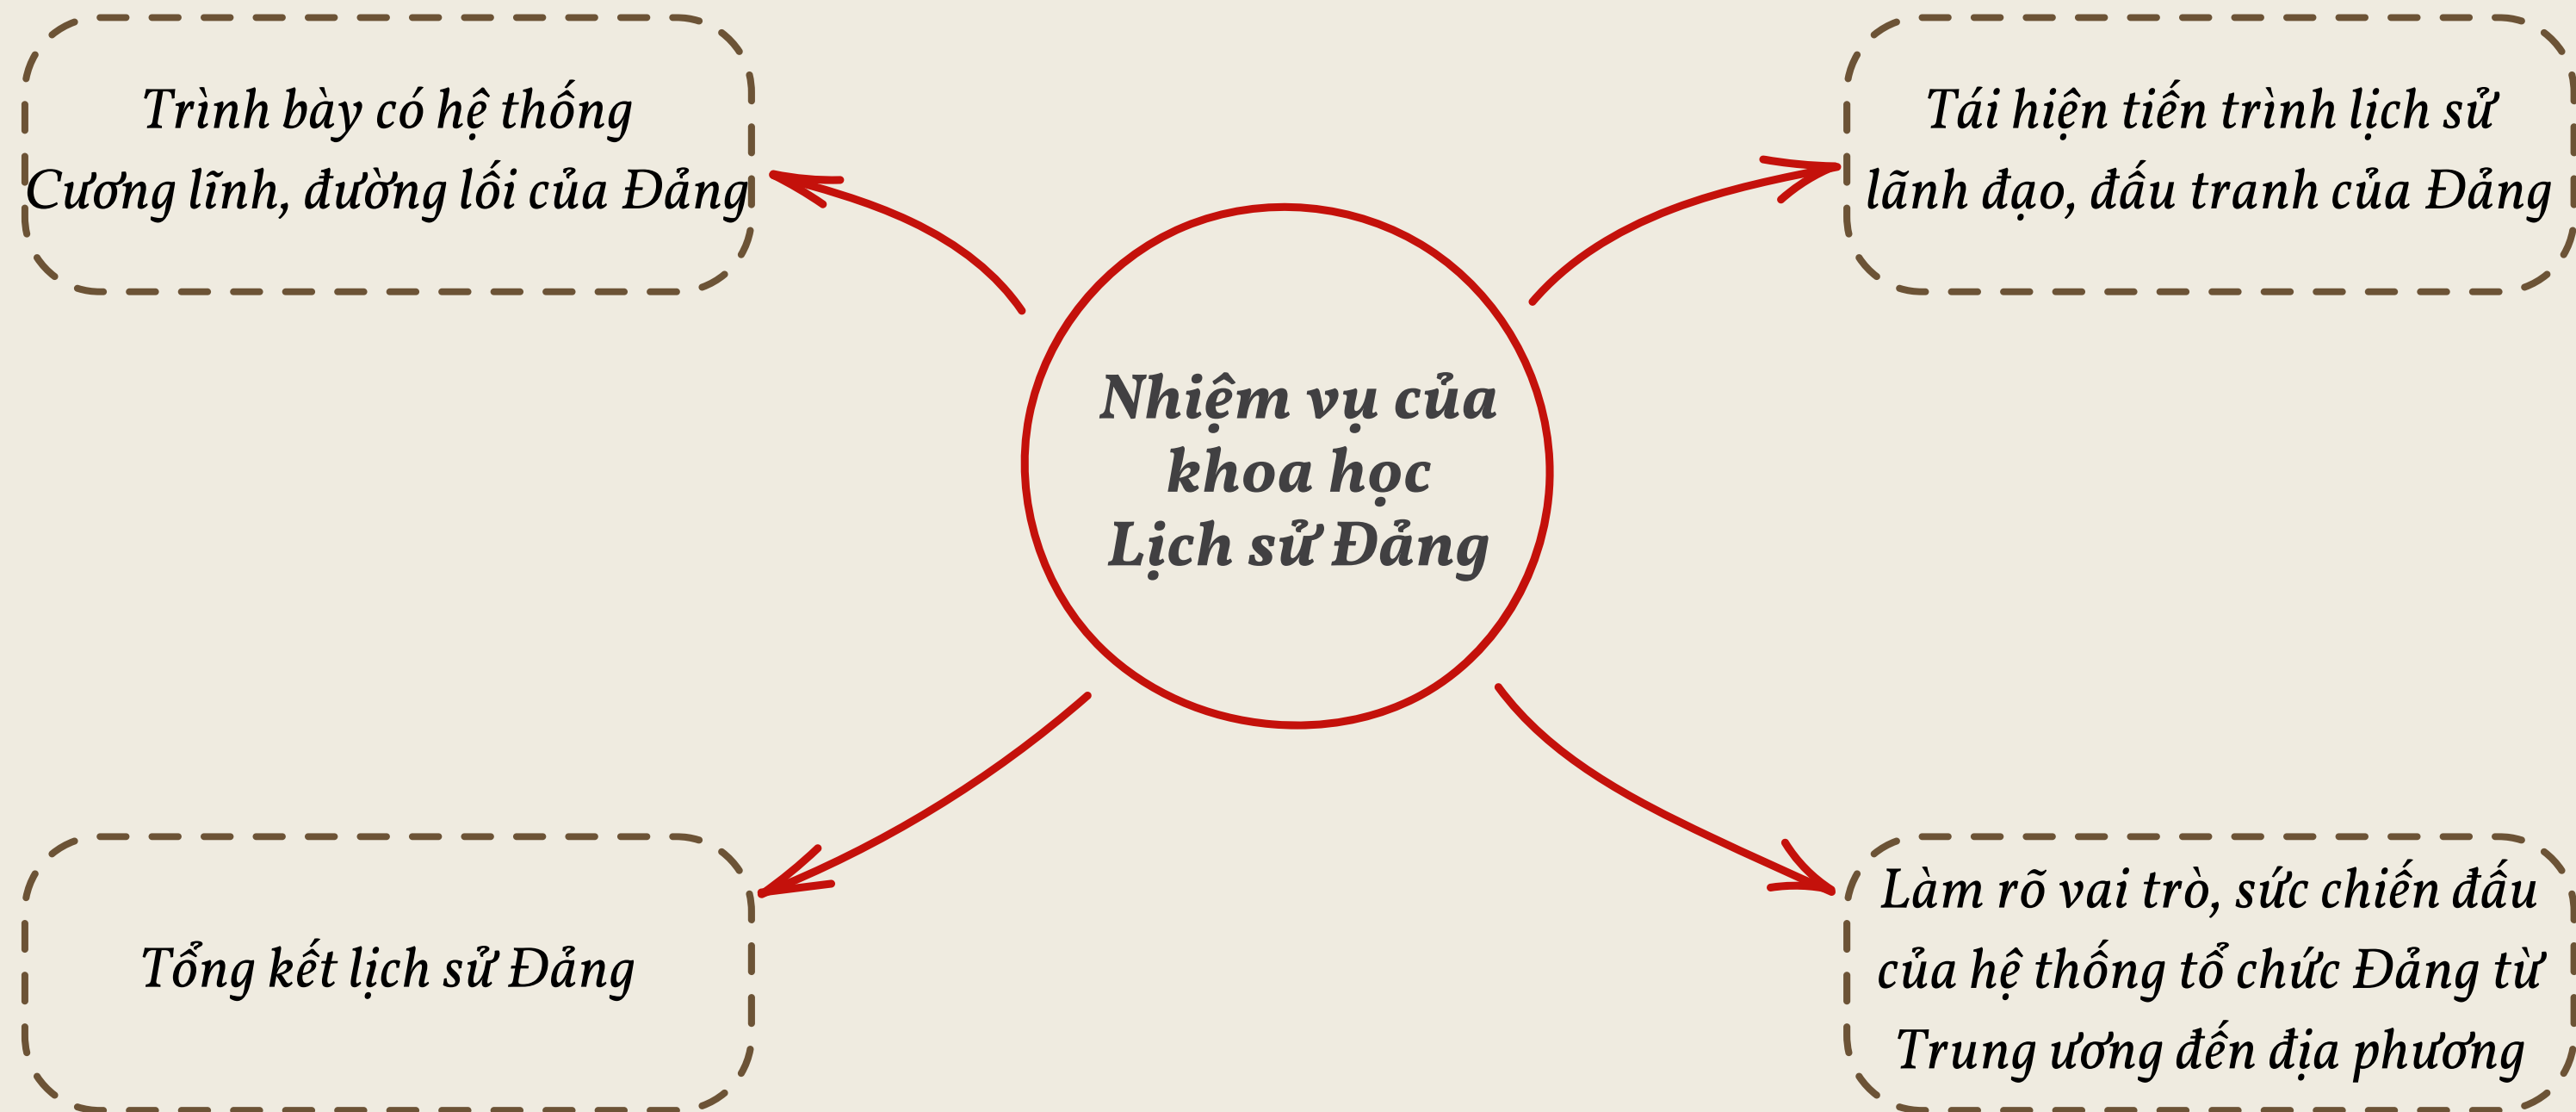 Trình bày có hệ thống
Cương lĩnh, đường lối của Đảng
Tái hiện tiến trình lịch sử
lãnh đạo, đấu tranh của Đảng
Nhiệm vụ của
khoa học
Lịch sử Đảng
Tổng kết lịch sử Đảng
Làm rõ vai trò, sức chiến đấu
của hệ thống tổ chức Đảng từ
Trung ương đến địa phương